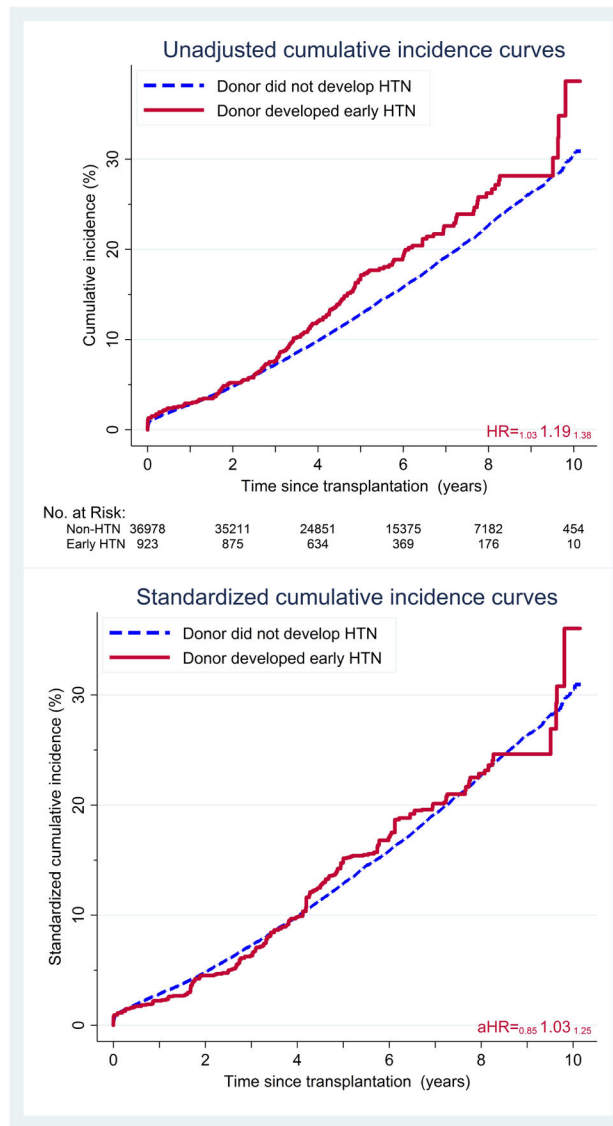 Unadjusted cumulative incidence curves
Donor did not develop HTN
Donor developed early HTN
Cumulative incidence (%)
30
20
10
0
HR=1.03 1.19 1.38
0 2 4 6 8 10
Time since transplantation (years)
No. at Risk:
Non-HTN 36978 35211 24851 15375 7182 454
Early HTN 923 875 634 369 176 10
Standardized cumulative incidence curves
Donor did not develop HTN
Donor developed early HTN
Standardized cumulative incidence (%)
30
20
10
0
aHR=0.85 1.03 1.25
0 2 4 6 8 10
Time since transplantation (years)